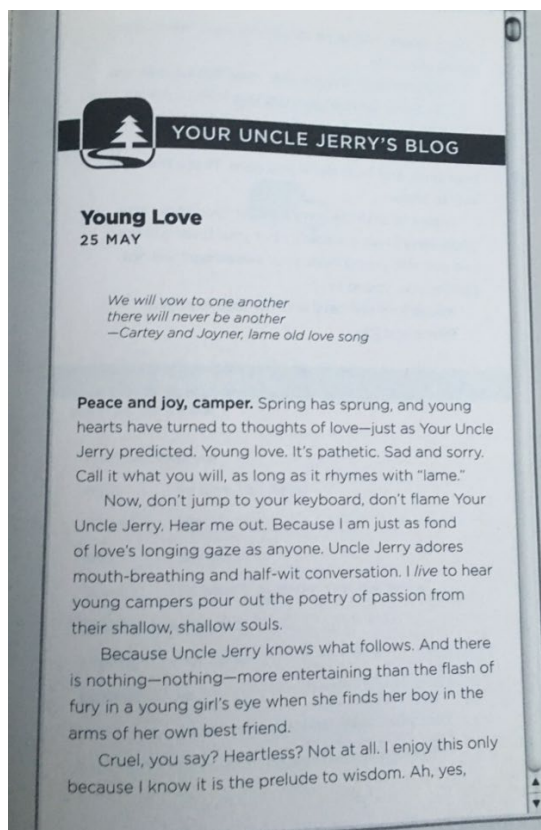 YOUR UNCLE JERRY'S BLOG
Young Love
25 MAY
We will vow to one another
there will never be another
—Cartey and Joyner, lame old love song
Peace and joy, camper. Spring has sprung, and young
hearts have turned to thoughts of love—just as Your Uncle
Jerry predicted. Young love. It's pathetic. Sad and sorry.
Call it what you will, as long as it rhymes with "lame."
Now, don't jump to your keyboard, don't flame Your
Uncle Jerry. Hear me out. Because I am just as fond
of love's longing gaze as anyone. Uncle Jerry adores
mouth-breathing and half-wit conversation. I live to hear
young campers pour out the poetry of passion from
their shallow, shallow souls.
Because Uncle Jerry knows what follows. And there
is nothing—nothing—more entertaining than the flash of
fury in a young girl's eye when she finds her boy in the
arms of her own best friend.
Cruel, you say? Heartless? Not at all. I enjoy this only
because I know it is the prelude to wisdom. Ah, yes,